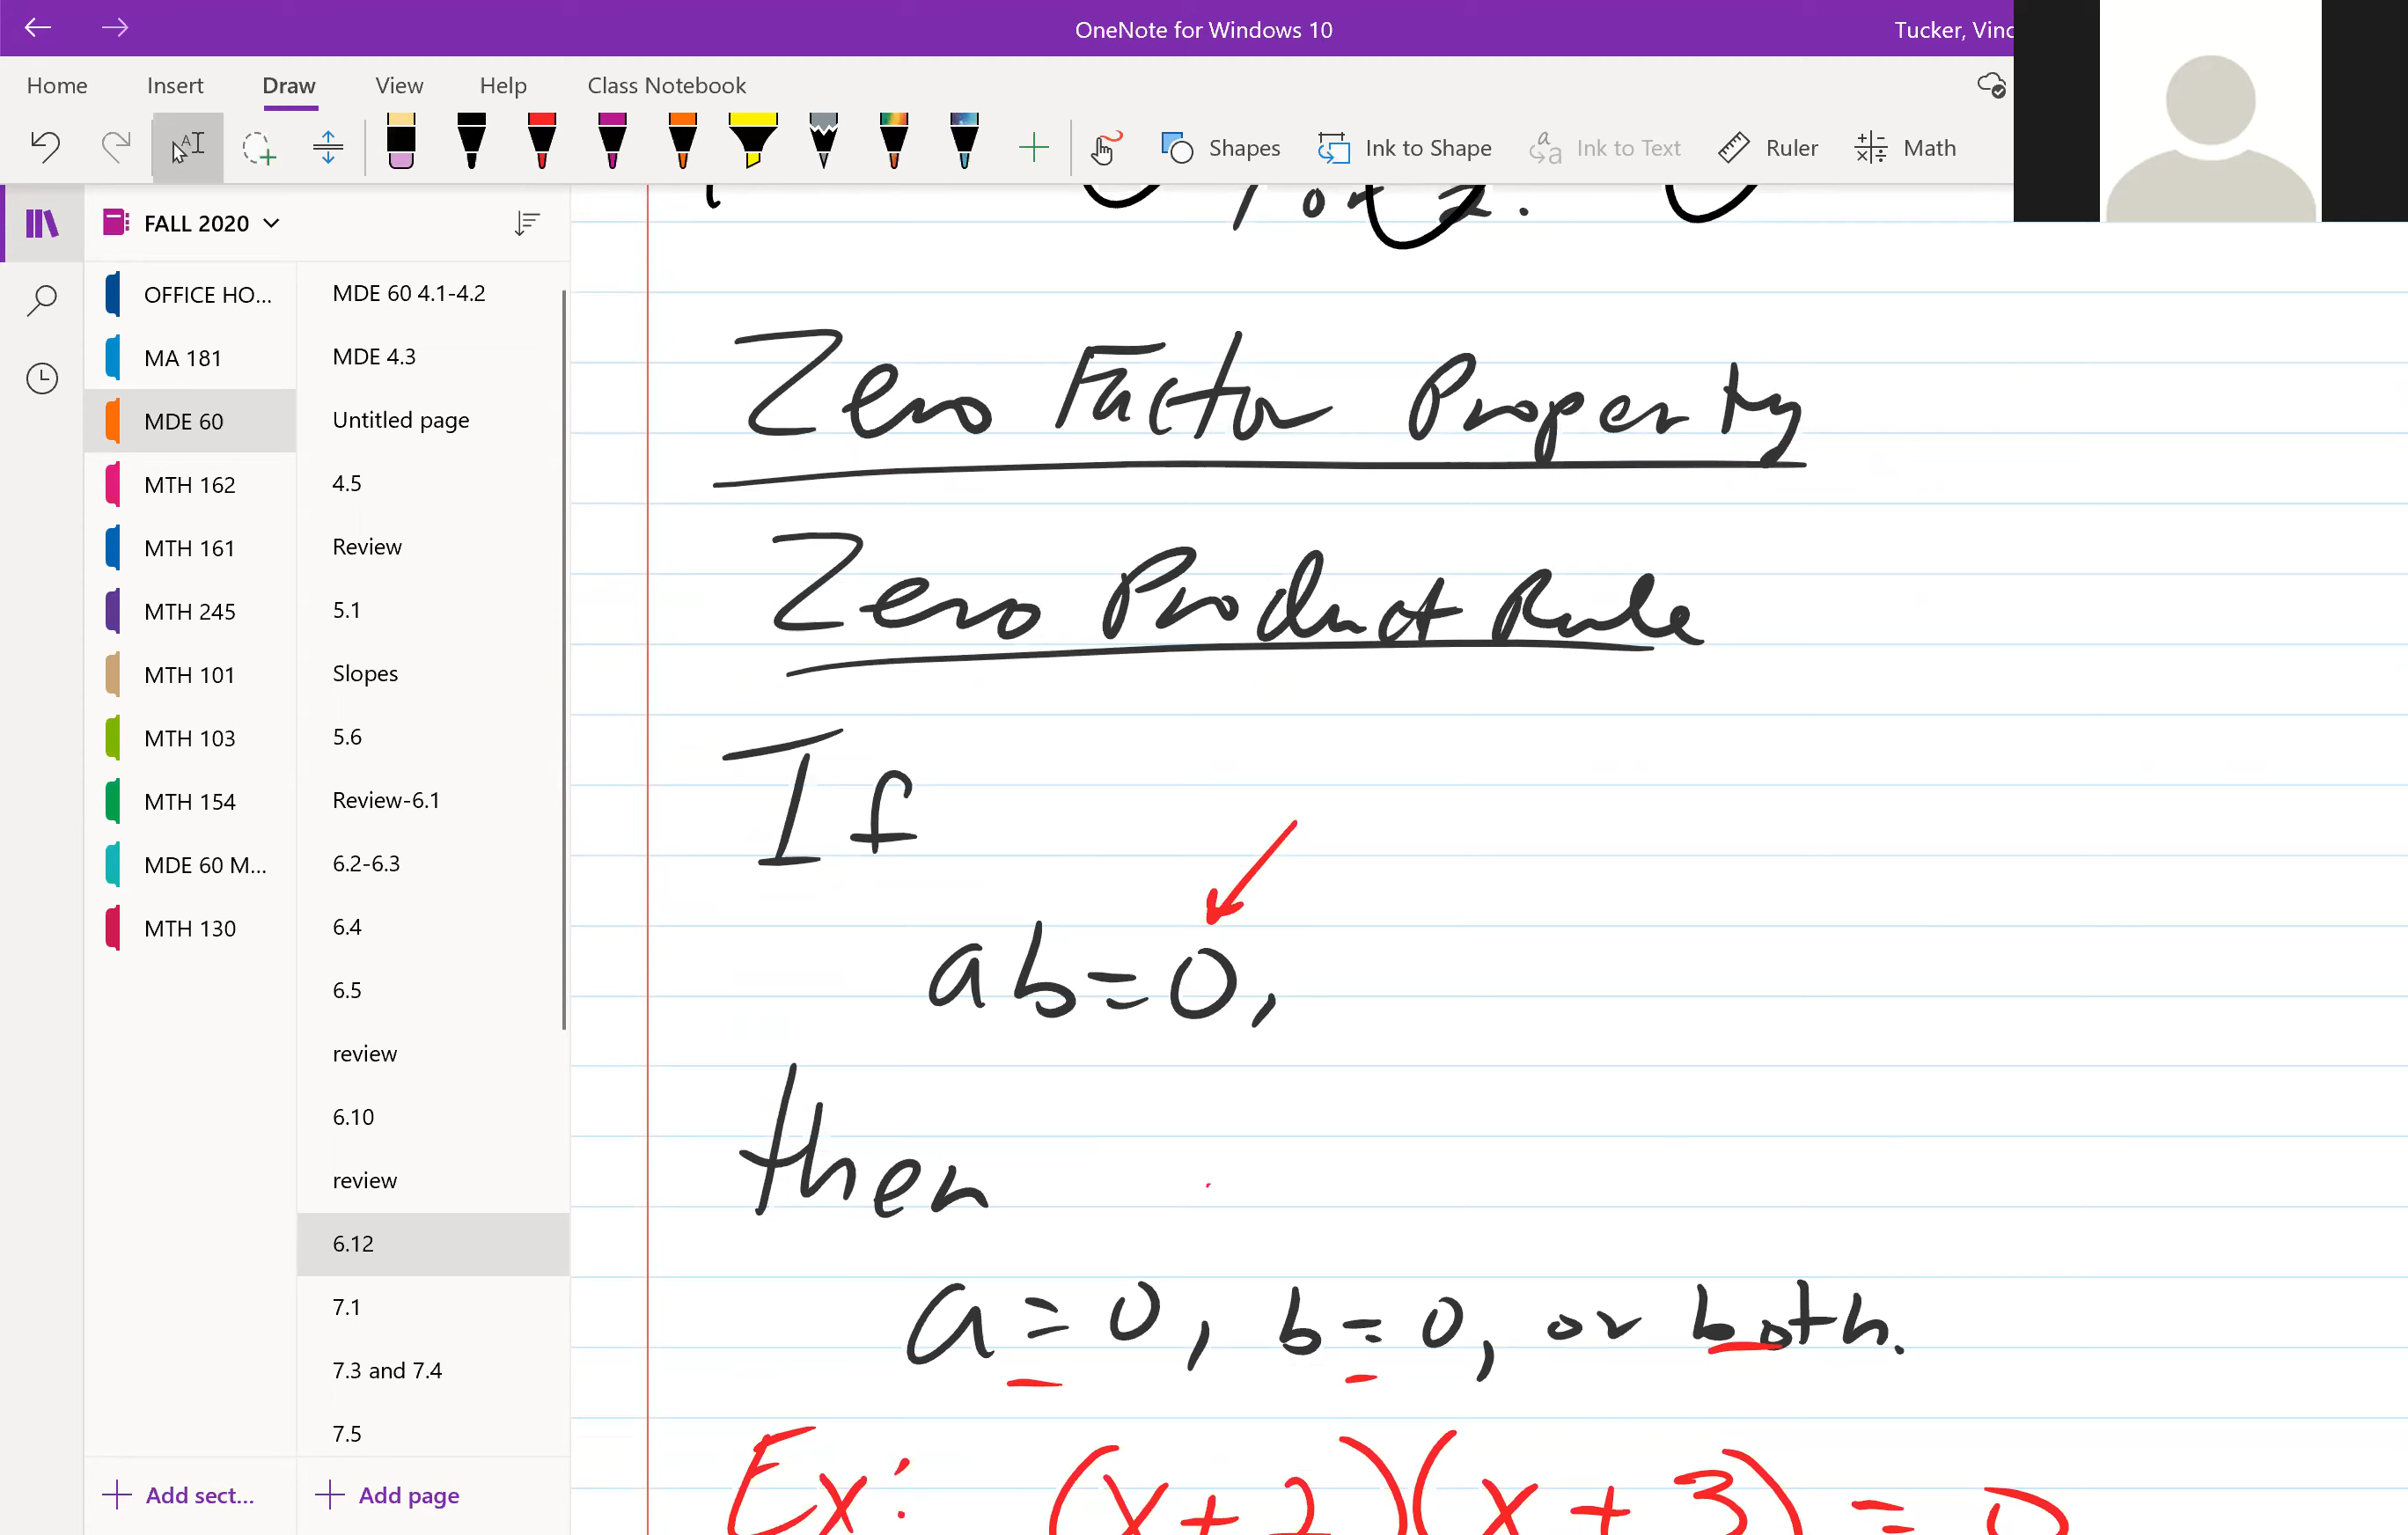 OneNote for Windows 10
Tucker, Vinc
Home Insert Draw View Help Class Notebook
Shapes Ink to Shape Ink to Text Ruler Math
FALL 2020
OFFICE HO...
MA 181
MDE 60
MTH 162
MTH 161
MTH 245
MTH 101
MTH 103
MTH 154
MDE 60 M...
MTH 130
Add sect...
MDE 60 4.1-4.2
MDE 4.3
Untitled page
4.5
Review
5.1
Slopes
5.6
Review-6.1
6.2-6.3
6.4
6.5
review
6.10
review
6.12
7.1
7.3 and 7.4
7.5
Add page
Zero Factor Property
Zero Product Rule
If
ab=0,
then
a=0, b=0, or both.
Ex: (x+2)(x+3)=0